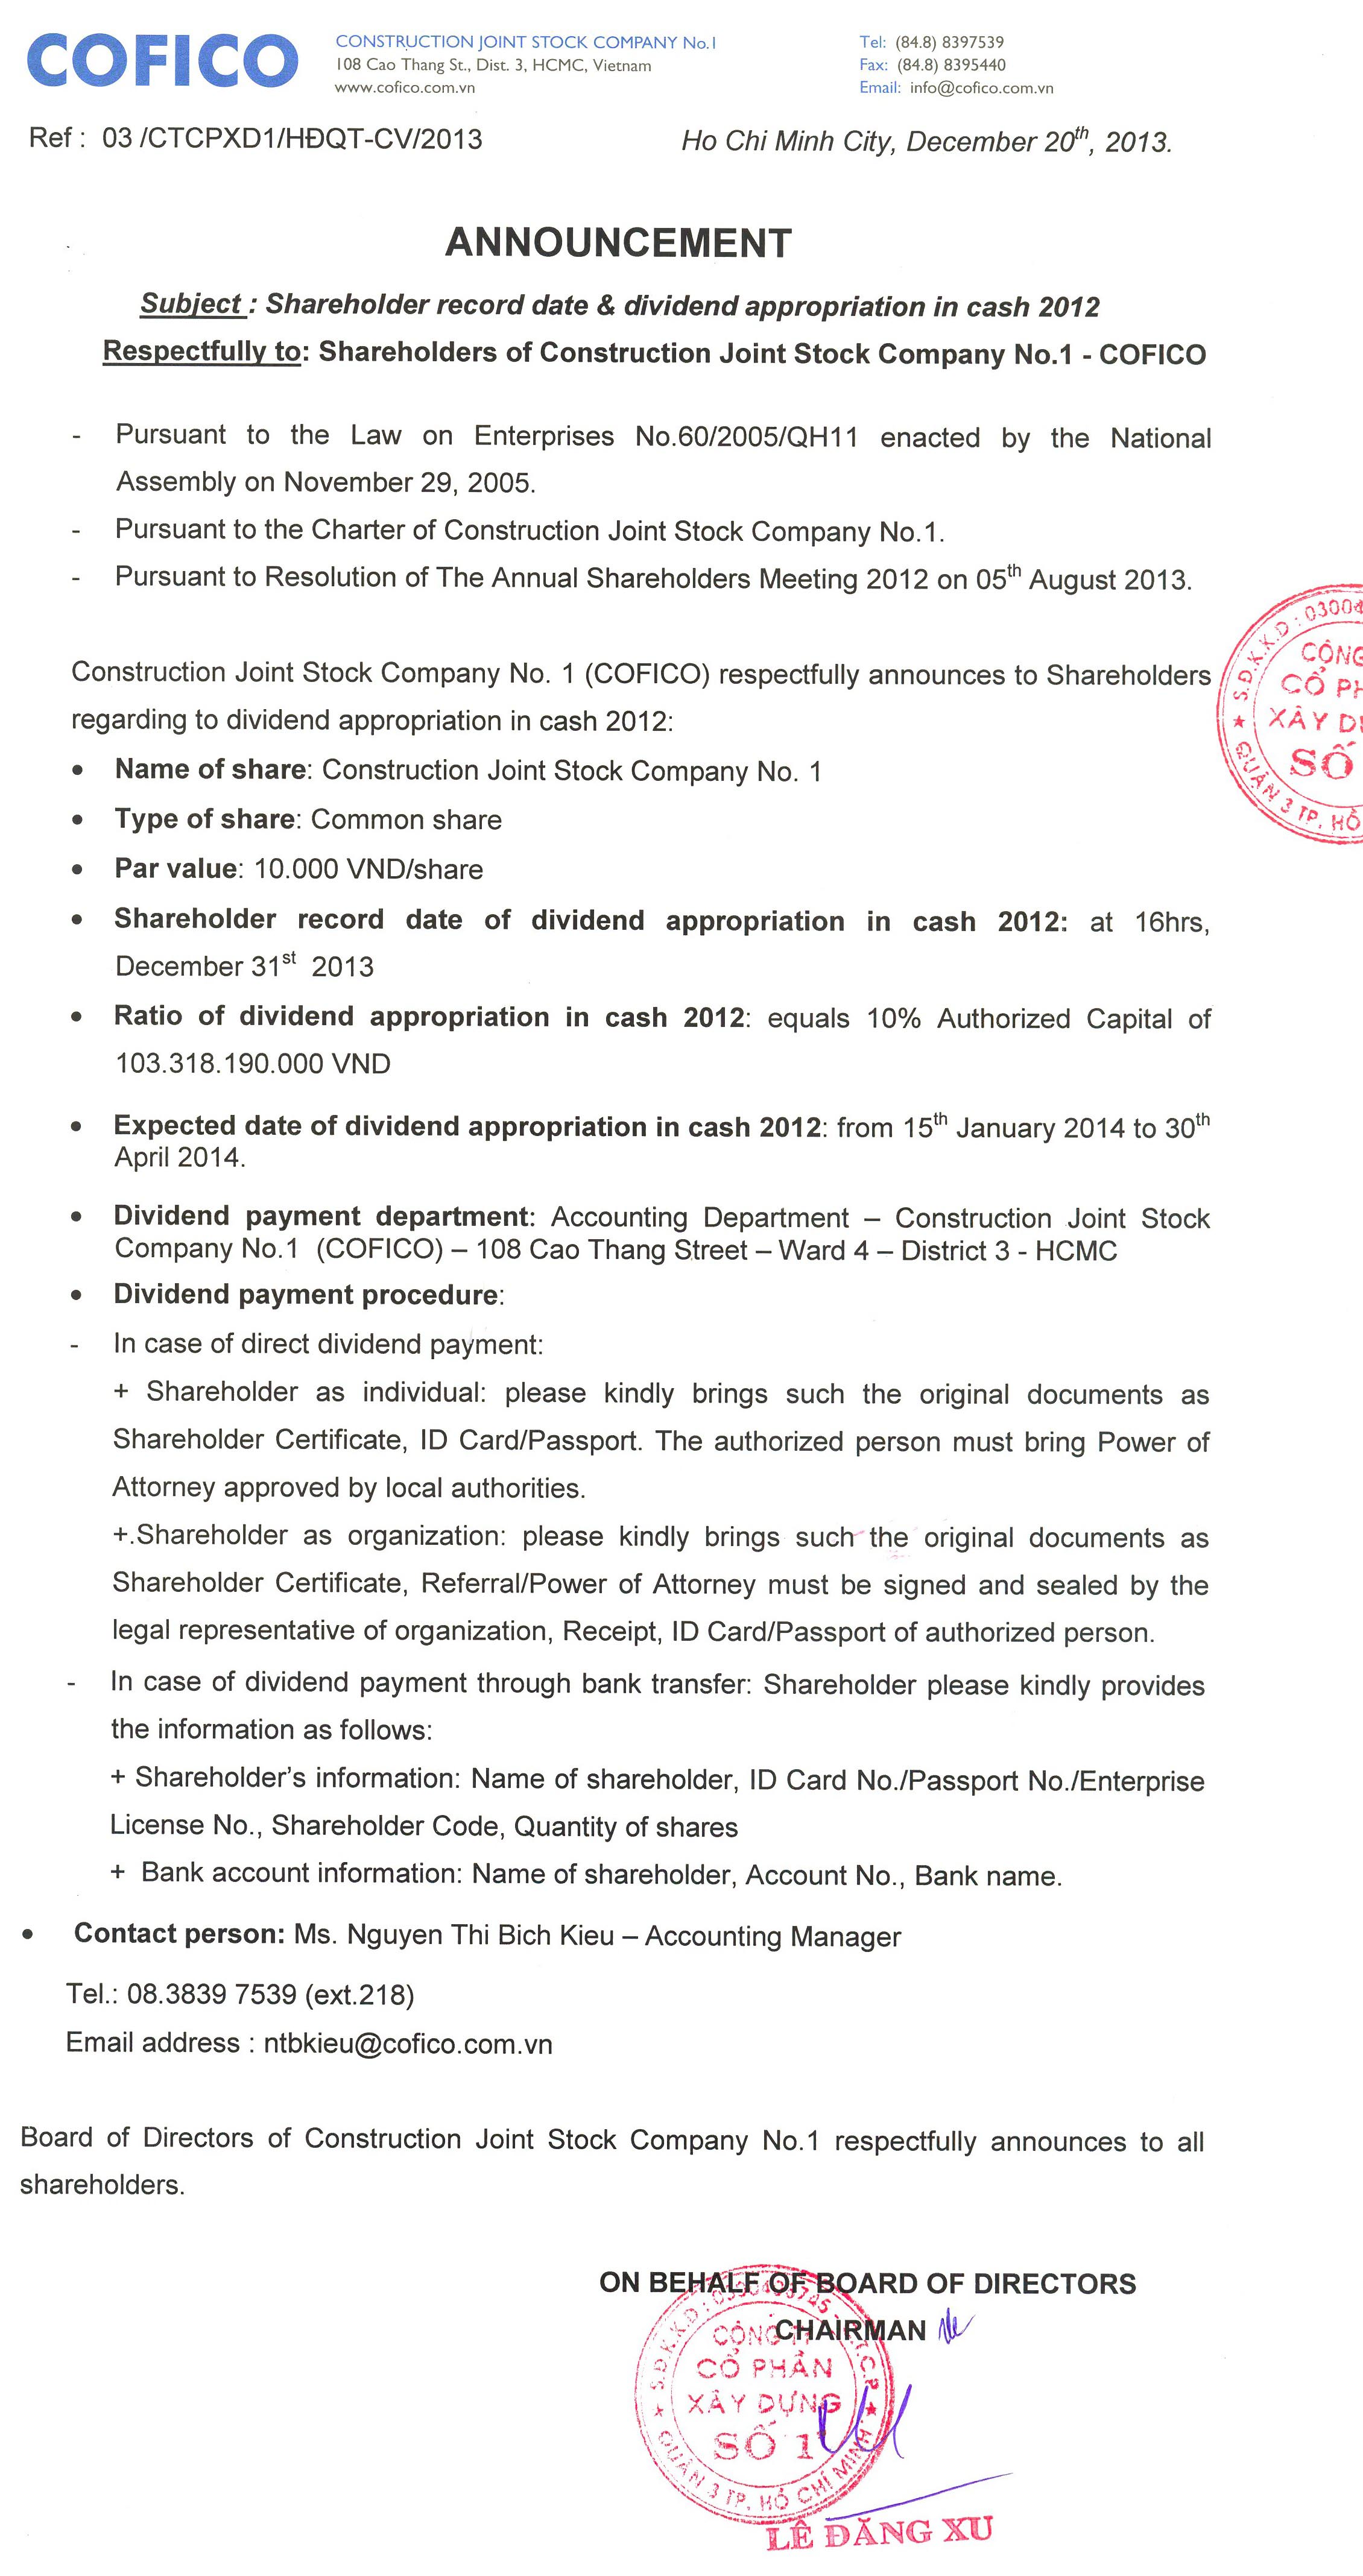 COFICO
CONSTRUCTION JOINT STOCK COMPANY No.1
108 Cao Thang St., Dist. 3, HCMC, Vietnam
www.cofico.com.vn
Tel: (84.8) 8397539
Fax: (84.8) 8395440
Email: info@cofico.com.vn
Ref : 03 /CTCPXD1/HĐQT-CV/2013
Ho Chi Minh City, December 20th, 2013.
ANNOUNCEMENT
Subject : Shareholder record date & dividend appropriation in cash 2012
Respectfully to: Shareholders of Construction Joint Stock Company No.1 - COFICO
- Pursuant to the Law on Enterprises No.60/2005/QH11 enacted by the National
Assembly on November 29, 2005.
- Pursuant to the Charter of Construction Joint Stock Company No.1.
- Pursuant to Resolution of The Annual Shareholders Meeting 2012 on 05th August 2013.
Construction Joint Stock Company No. 1 (COFICO) respectfully announces to Shareholders
regarding to dividend appropriation in cash 2012:
• Name of share: Construction Joint Stock Company No. 1
• Type of share: Common share
• Par value: 10.000 VND/share
• Shareholder record date of dividend appropriation in cash 2012: at 16hrs,
December 31st 2013
• Ratio of dividend appropriation in cash 2012: equals 10% Authorized Capital of
103.318.190.000 VND
• Expected date of dividend appropriation in cash 2012: from 15th January 2014 to 30th
April 2014.
• Dividend payment department: Accounting Department – Construction Joint Stock
Company No.1 (COFICO) – 108 Cao Thang Street – Ward 4 – District 3 - HCMC
• Dividend payment procedure:
- In case of direct dividend payment:
+ Shareholder as individual: please kindly brings such the original documents as
Shareholder Certificate, ID Card/Passport. The authorized person must bring Power of
Attorney approved by local authorities.
+.Shareholder as organization: please kindly brings such the original documents as
Shareholder Certificate, Referral/Power of Attorney must be signed and sealed by the
legal representative of organization, Receipt, ID Card/Passport of authorized person.
- In case of dividend payment through bank transfer: Shareholder please kindly provides
the information as follows:
+ Shareholder's information: Name of shareholder, ID Card No./Passport No./Enterprise
License No., Shareholder Code, Quantity of shares
+ Bank account information: Name of shareholder, Account No., Bank name.
• Contact person: Ms. Nguyen Thi Bich Kieu – Accounting Manager
Tel.: 08.3839 7539 (ext.218)
Email address : ntbkieu@cofico.com.vn
Board of Directors of Construction Joint Stock Company No.1 respectfully announces to all
shareholders.
ON BEHALF OF BOARD OF DIRECTORS
CHAIRMAN
CÔNG TY
CỔ PHẦN
XÂY DỰNG
SỐ 1
QUẬN 3 TP. HỒ CHÍ MINH
LÊ ĐĂNG XU
S.Đ.K.K.D: 03004
CÔNG
CỔ PH
XÂY D
SỐ
QUẬN 3 TP. HỒ